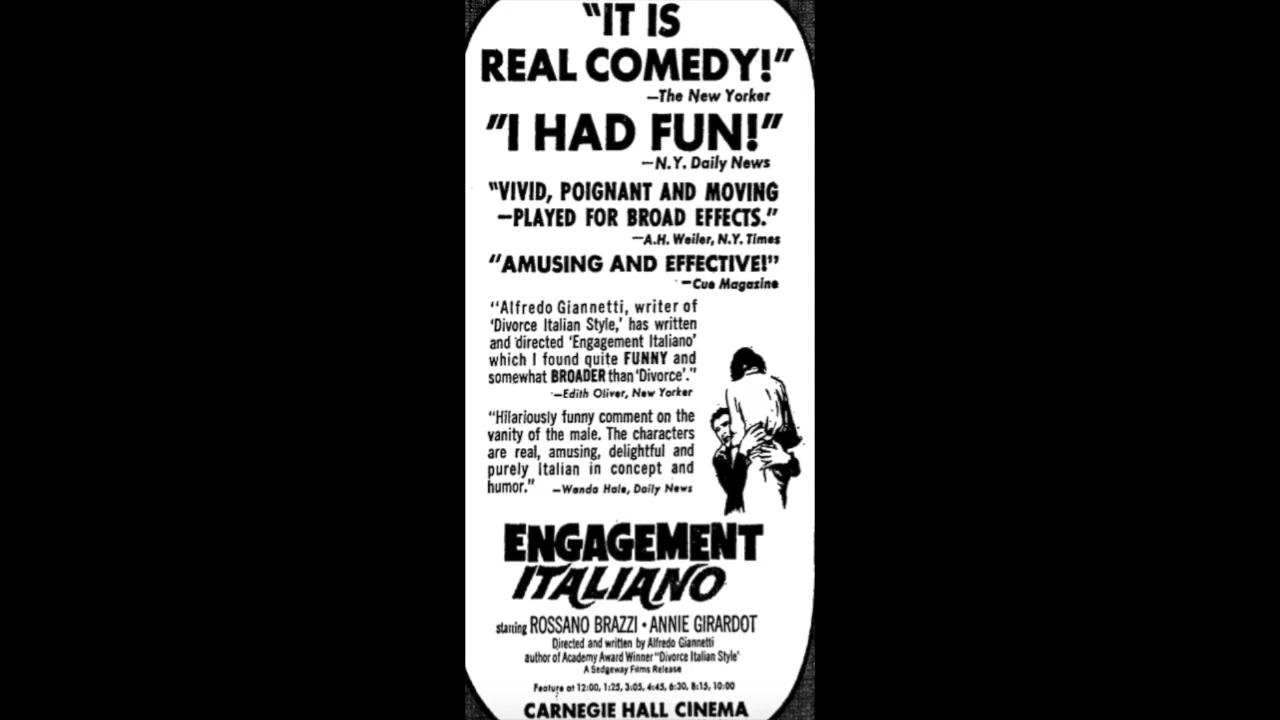 "IT IS
REAL COMEDY!"
—The New Yorker
"I HAD FUN!"
—N.Y. Daily News
"VIVID, POIGNANT AND MOVING
—PLAYED FOR BROAD EFFECTS."
—A.H. Weiler, N.Y. Times
"AMUSING AND EFFECTIVE!"
—Cue Magazine
"Alfredo Giannetti, writer of
'Divorce Italian Style,' has written
and directed 'Engagement Italiano'
which I found quite FUNNY and
somewhat BROADER than 'Divorce'."
—Edith Oliver, New Yorker
"Hilariously funny comment on the
vanity of the male. The characters
are real, amusing, delightful and
purely Italian in concept and
humor." —Wanda Hale, Daily News
ENGAGEMENT
ITALIANO
starring ROSSANO BRAZZI • ANNIE GIRARDOT
Directed and written by Alfredo Giannetti
author of Academy Award Winner "Divorce Italian Style"
A Sedgeway Films Release
Feature at 12:00, 1:25, 3:05, 4:45, 6:30, 8:15, 10:00
CARNEGIE HALL CINEMA